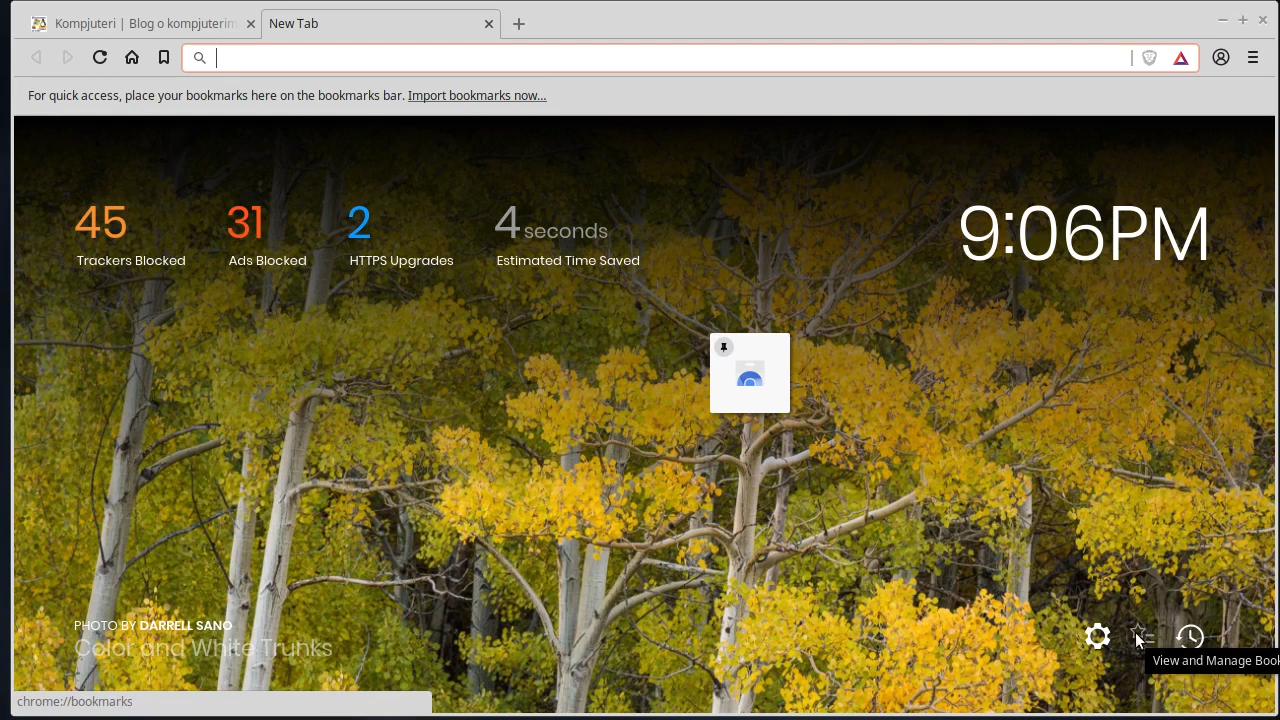 Kompjuteri | Blog o kompjuterim
New Tab
For quick access, place your bookmarks here on the bookmarks bar. Import bookmarks now...
45
Trackers Blocked
31
Ads Blocked
2
HTTPS Upgrades
4 seconds
Estimated Time Saved
9:06PM
PHOTO BY DARRELL SANO
Color and White Trunks
View and Manage Book
chrome://bookmarks